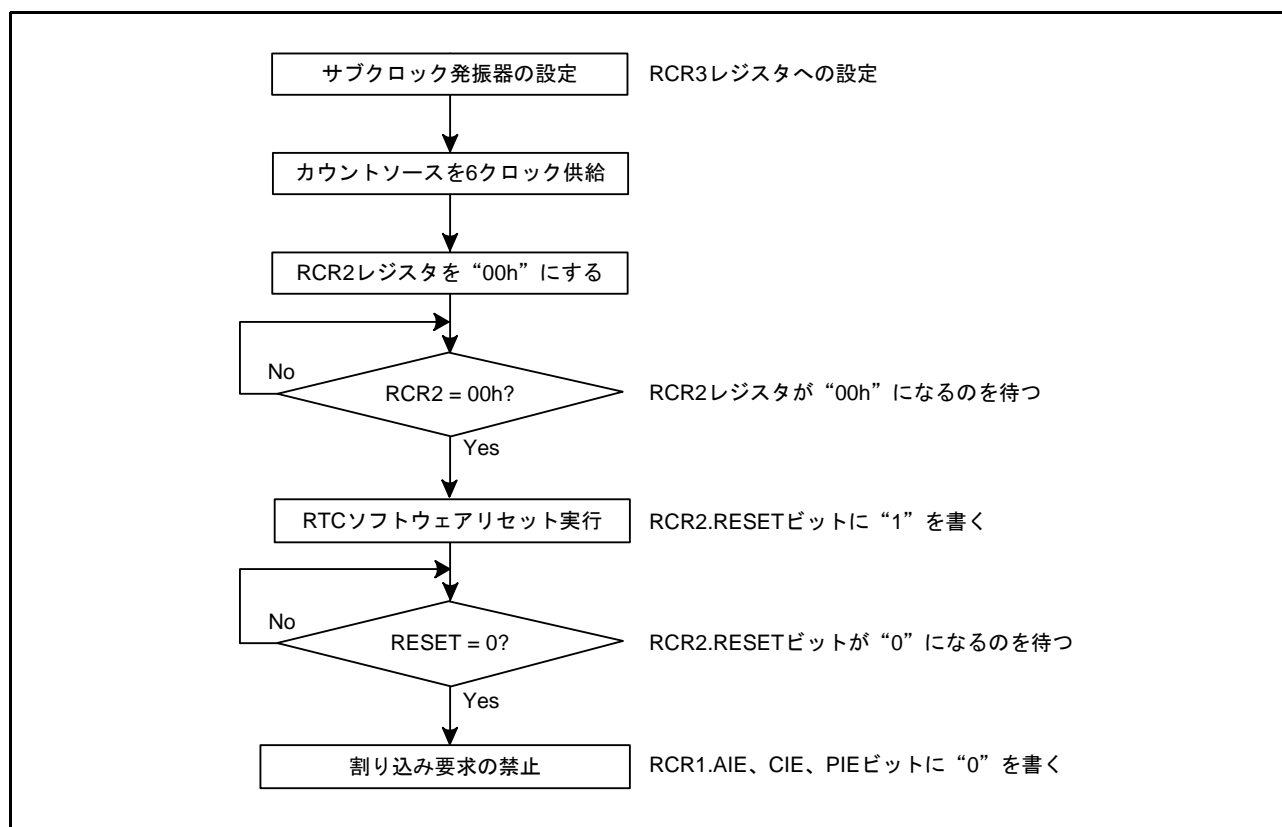 サブクロック発振器の設定
RCR3レジスタへの設定
カウントソースを6クロック供給
RCR2レジスタを“00h”にする
No
RCR2 = 00h?
RCR2レジスタが“00h”になるのを待つ
Yes
RTCソフトウェアリセット実行
RCR2.RESETビットに“1”を書く
No
RESET = 0?
RCR2.RESETビットが“0”になるのを待つ
Yes
割り込み要求の禁止
RCR1.AIE、CIE、PIEビットに“0”を書く